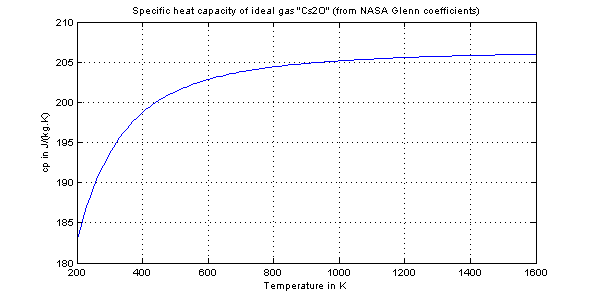 Specific heat capacity of ideal gas "Cs2O" (from NASA Glenn coefficients)
210
205
200
195
190
185
180
cp in J/(kg.K)
200 400 600 800 1000 1200 1400 1600
Temperature in K